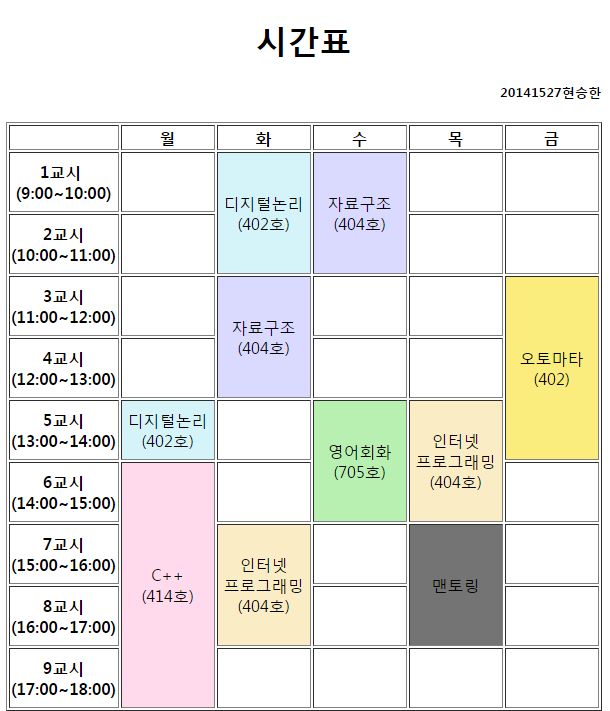 시간표
20141527현승한
월 화 수 목 금
1교시
(9:00~10:00)
디지털논리
(402호)
자료구조
(404호)
2교시
(10:00~11:00)
3교시
(11:00~12:00)
자료구조
(404호)
오토마타
(402)
4교시
(12:00~13:00)
5교시
(13:00~14:00)
디지털논리
(402호)
영어회화
(705호)
인터넷
프로그래밍
(404호)
6교시
(14:00~15:00)
C++
(414호)
7교시
(15:00~16:00)
인터넷
프로그래밍
(404호)
맨토링
8교시
(16:00~17:00)
9교시
(17:00~18:00)